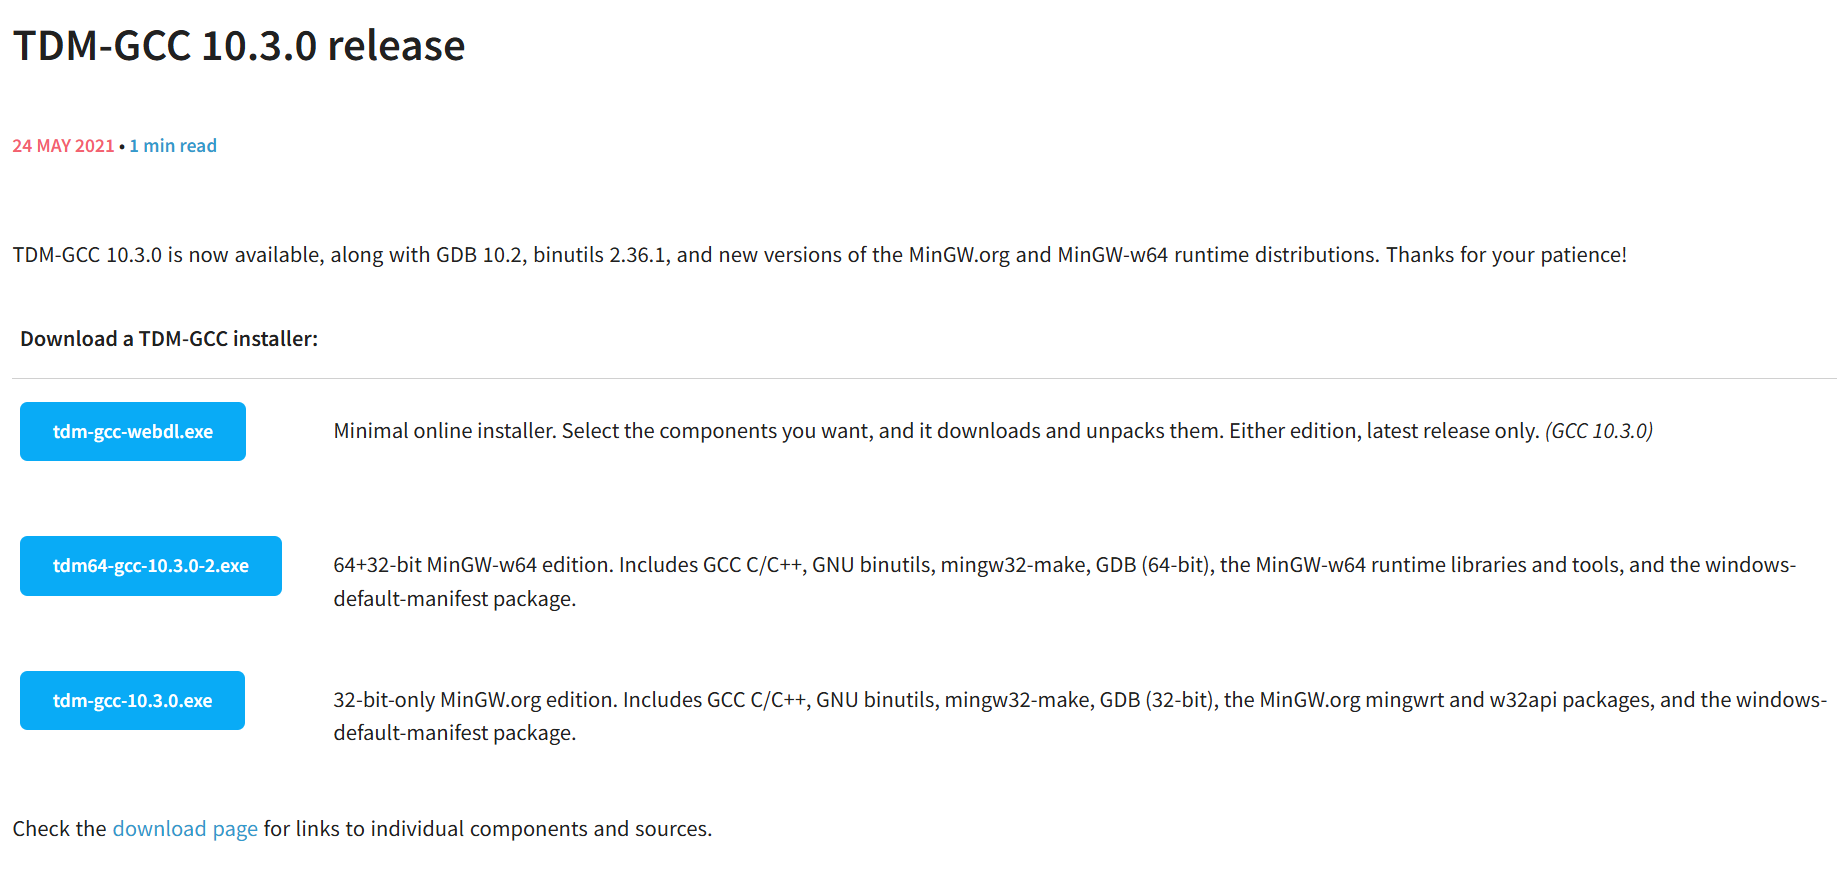 TDM-GCC 10.3.0 release
24 MAY 2021 • 1 min read
TDM-GCC 10.3.0 is now available, along with GDB 10.2, binutils 2.36.1, and new versions of the MinGW.org and MinGW-w64 runtime distributions. Thanks for your patience!
Download a TDM-GCC installer:
tdm-gcc-webdl.exe
Minimal online installer. Select the components you want, and it downloads and unpacks them. Either edition, latest release only. (GCC 10.3.0)
tdm64-gcc-10.3.0-2.exe
64+32-bit MinGW-w64 edition. Includes GCC C/C++, GNU binutils, mingw32-make, GDB (64-bit), the MinGW-w64 runtime libraries and tools, and the windows-
default-manifest package.
tdm-gcc-10.3.0.exe
32-bit-only MinGW.org edition. Includes GCC C/C++, GNU binutils, mingw32-make, GDB (32-bit), the MinGW.org mingwrt and w32api packages, and the windows-
default-manifest package.
Check the download page for links to individual components and sources.